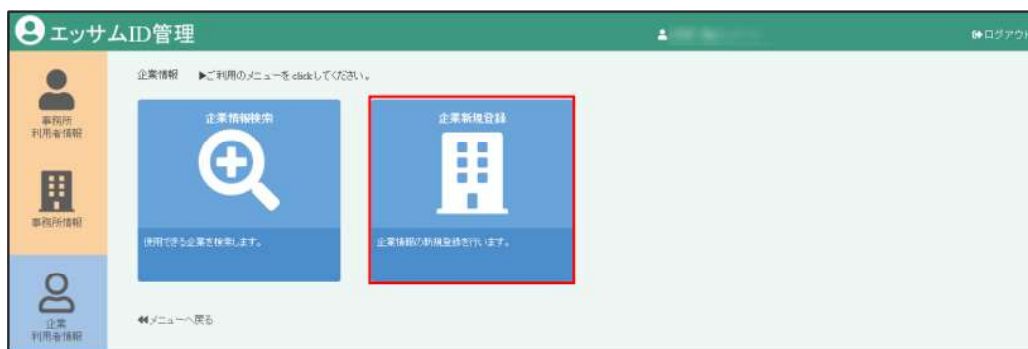 エッサムID管理
ログアウト
企業情報 ▶ご利用のメニューをclickしてください。
事務所
利用者情報
企業情報検索
企業新規登録
事務所情報
使用できる企業を検索します。
企業情報の新規登録を行います。
企業
利用者情報
◀◀メニューへ戻る